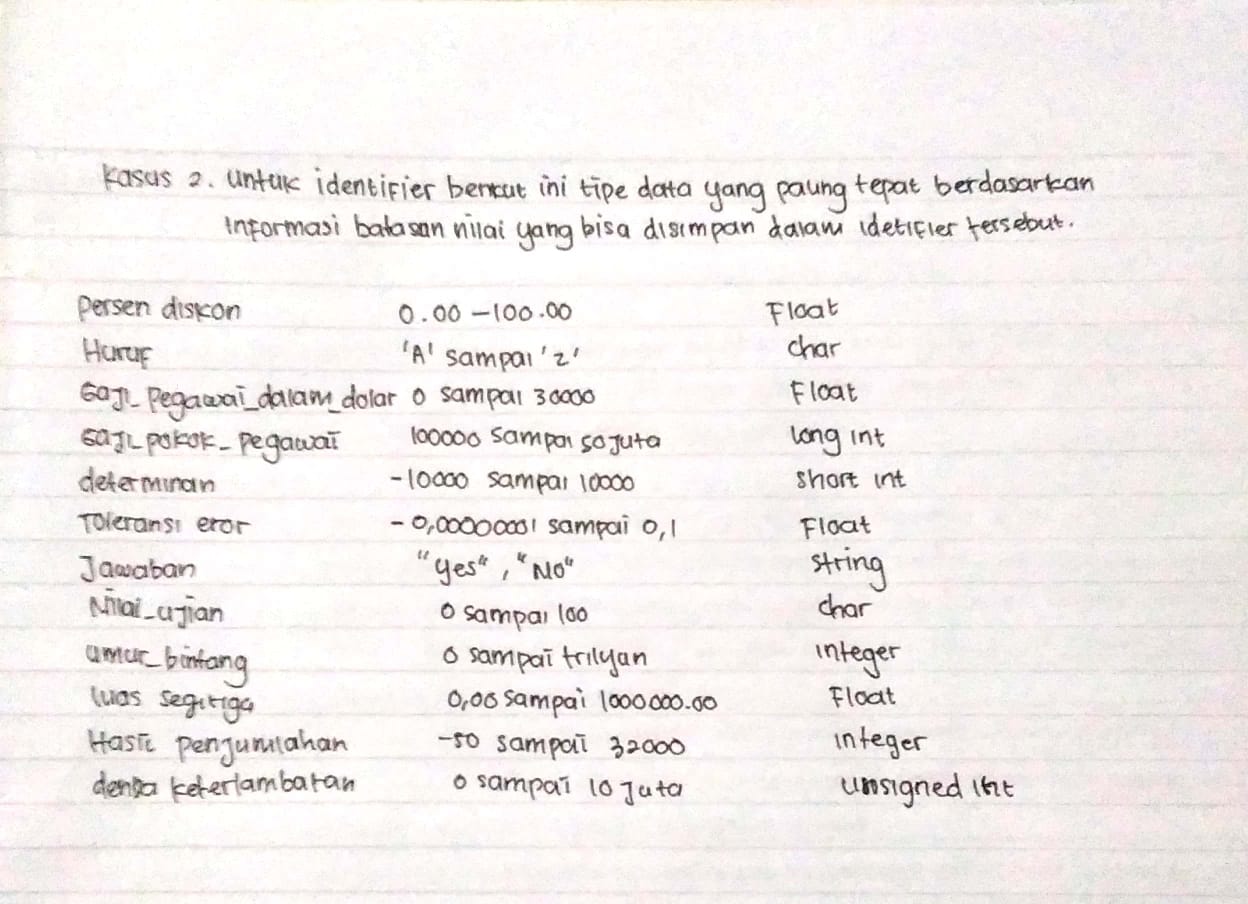 Kasus 2. Untuk identifier berikut ini tipe data yang paling tepat berdasarkan
Informasi batasan nilai yang bisa disimpan dalam idetifier tersebut.
Persen diskon 0.00 - 100.00 Float
Huruf 'A' sampai 'z' char
Gaji_Pegawai_dalam_dolar 0 sampai 30000 Float
Gaji_pokok_pegawai 100000 sampai 50 juta long int
determinan -10000 sampai 10000 short int
Toleransi eror - 0,00000001 sampai 0,1 Float
Jawaban "Yes", "No" string
Nilai_ujian 0 sampai 100 char
umur_bintang 0 sampai trilyan integer
luas segitiga 0,00 sampai 1000000.00 Float
Hasil penjumlahan -50 sampai 32000 integer
denda keterlambatan 0 sampai 10 juta unsigned int